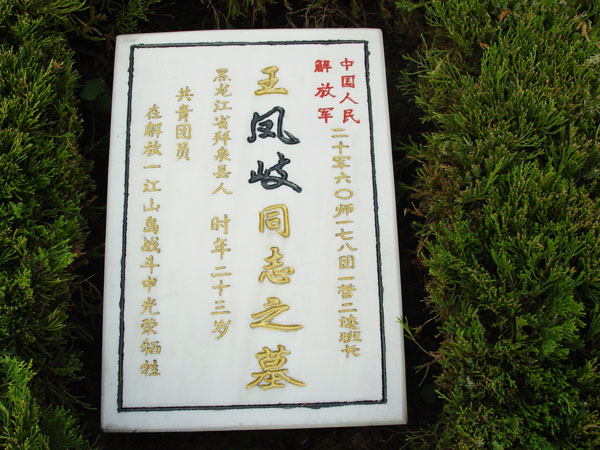 中国人民
解放军
二十军六〇师一七八团一营二连班长
王凤岐同志之墓
黑龙江省拜泉县人 时年二十三岁
共青团员
在解放一江山岛战斗中光荣牺牲